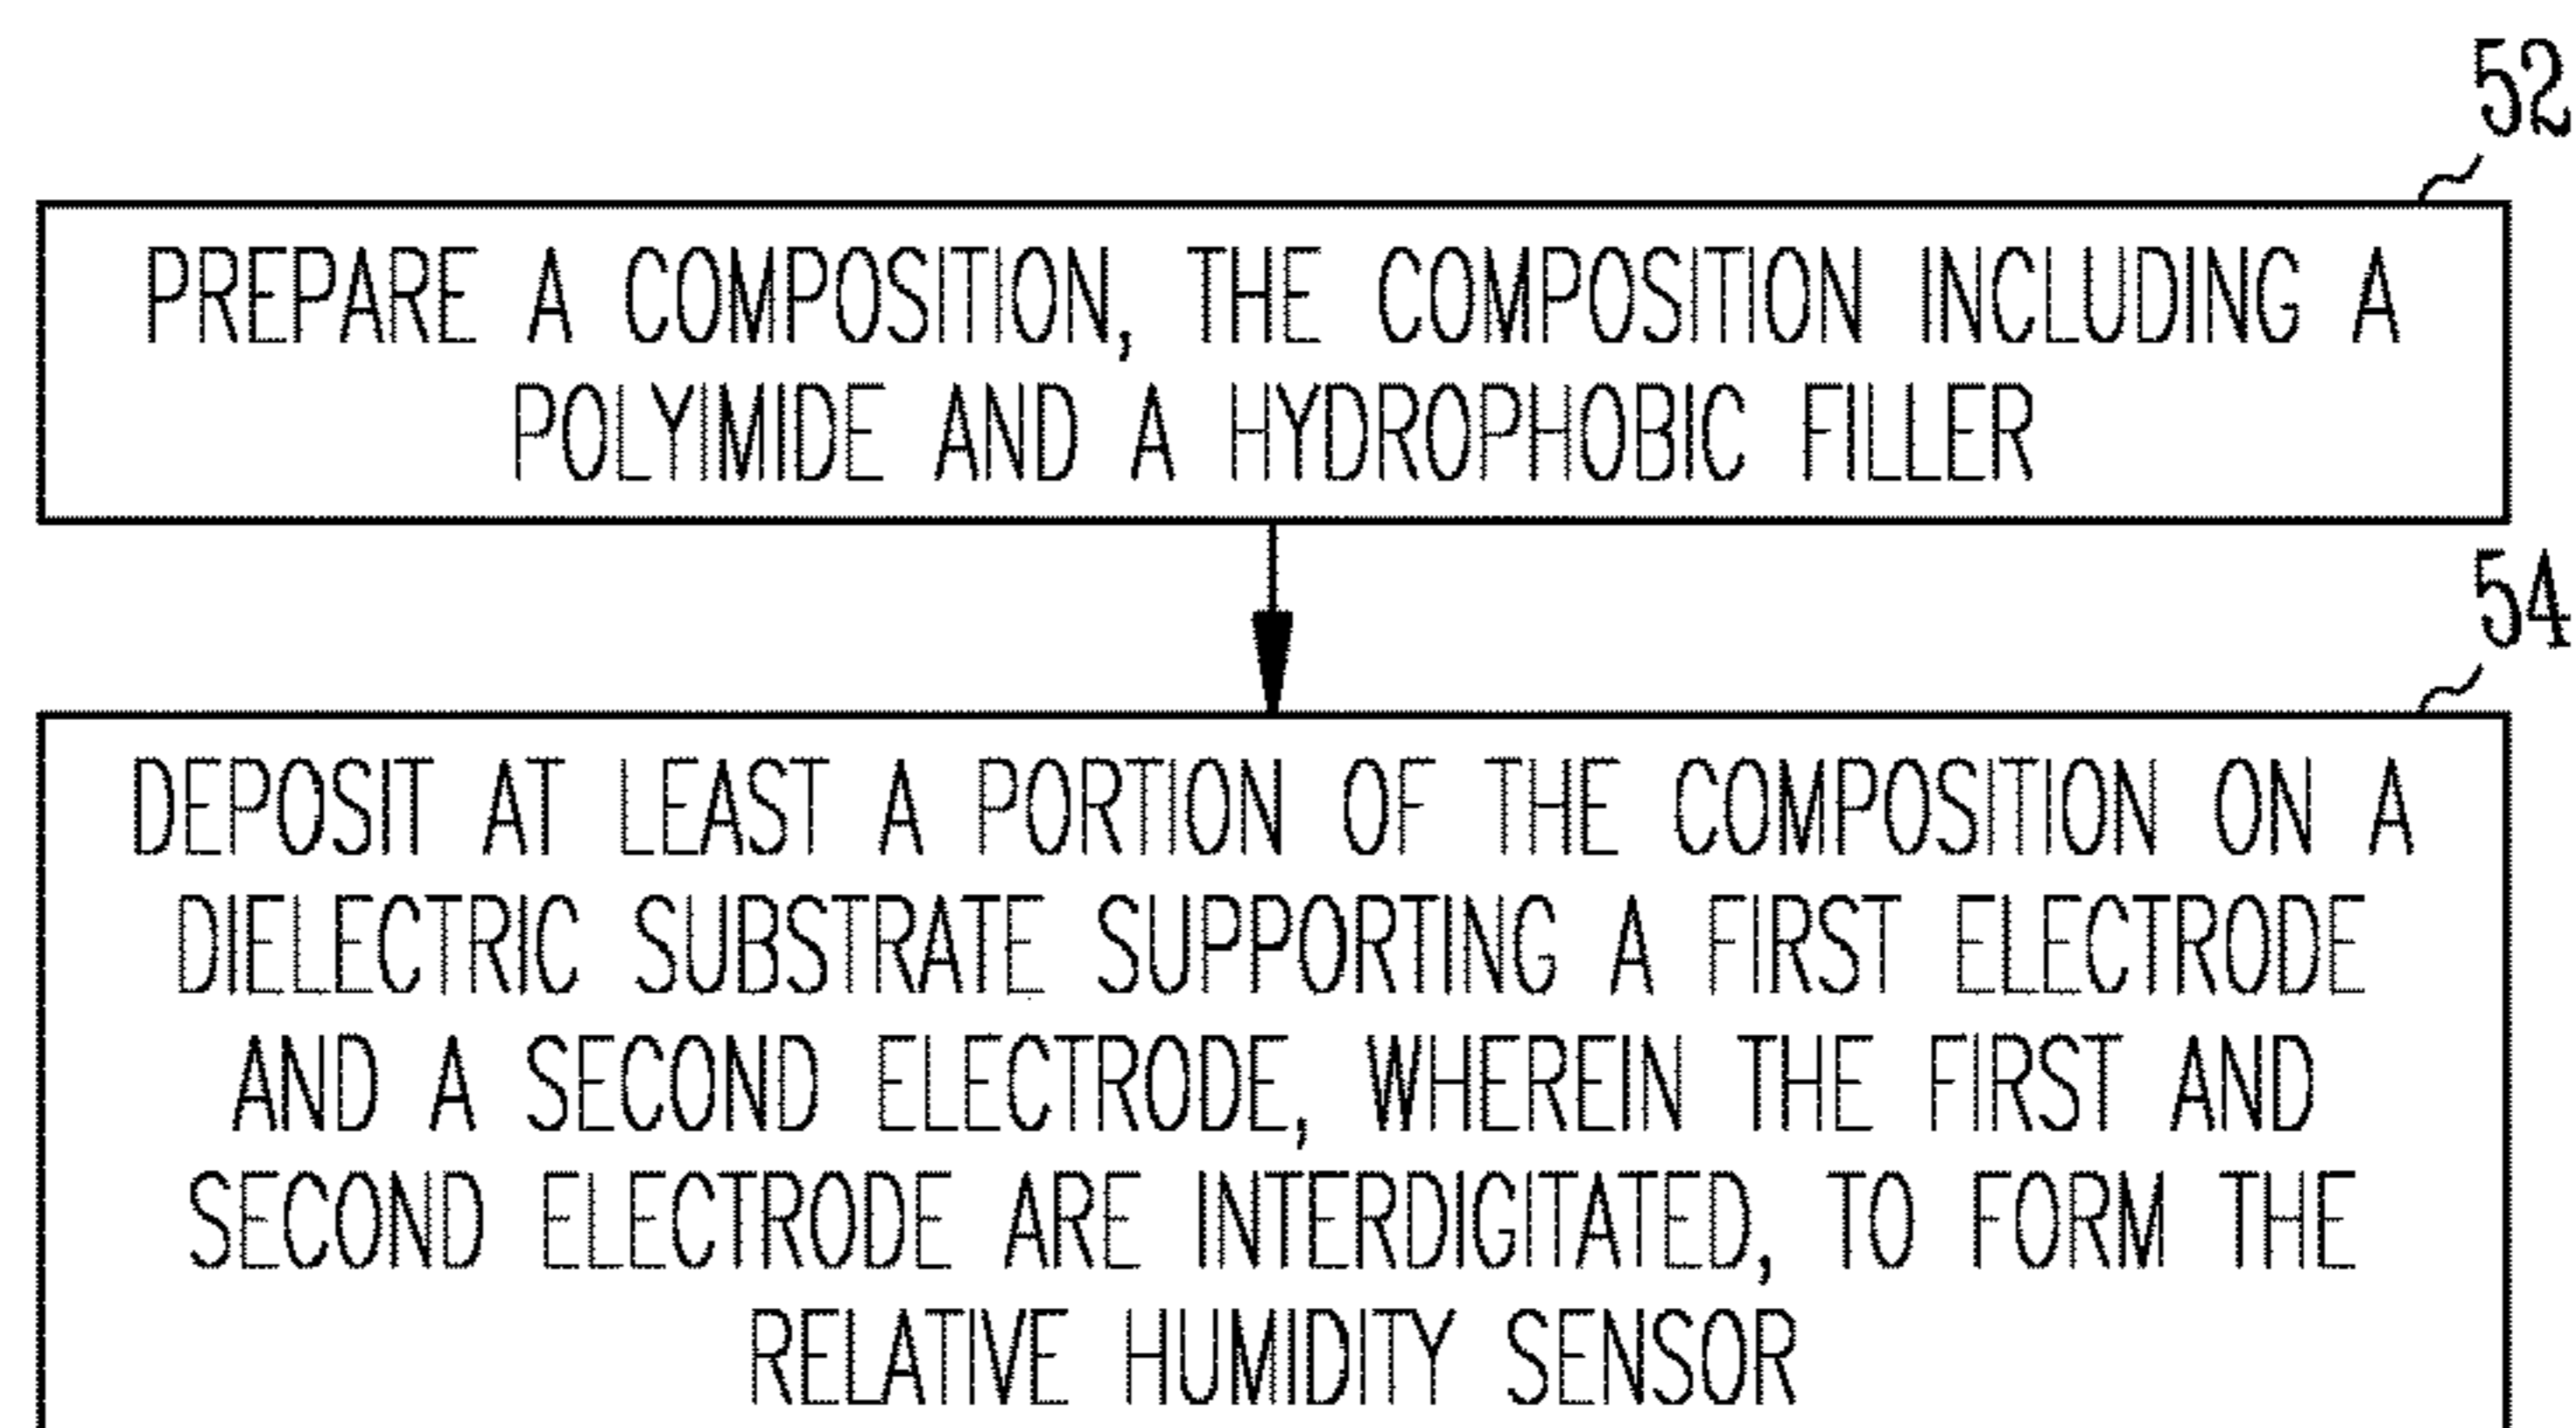 52
PREPARE A COMPOSITION, THE COMPOSITION INCLUDING A
POLYIMIDE AND A HYDROPHOBIC FILLER
54
DEPOSIT AT LEAST A PORTION OF THE COMPOSITION ON A
DIELECTRIC SUBSTRATE SUPPORTING A FIRST ELECTRODE
AND A SECOND ELECTRODE, WHEREIN THE FIRST AND
SECOND ELECTRODE ARE INTERDIGITATED, TO FORM THE
RELATIVE HUMIDITY SENSOR